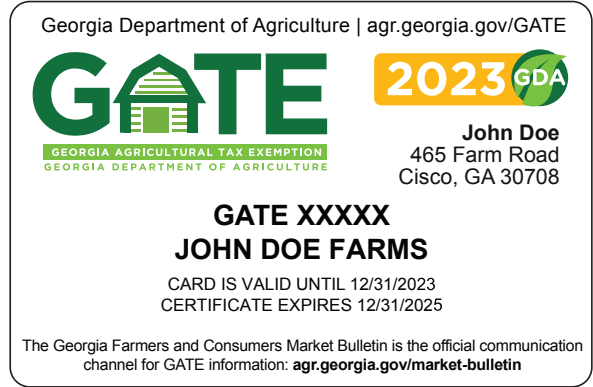 Georgia Department of Agriculture | agr.georgia.gov/GATE
GATE
GEORGIA AGRICULTURAL TAX EXEMPTION
GEORGIA DEPARTMENT OF AGRICULTURE
2023 GDA
John Doe
465 Farm Road
Cisco, GA 30708
GATE XXXXX
JOHN DOE FARMS
CARD IS VALID UNTIL 12/31/2023
CERTIFICATE EXPIRES 12/31/2025
The Georgia Farmers and Consumers Market Bulletin is the official communication
channel for GATE information: agr.georgia.gov/market-bulletin